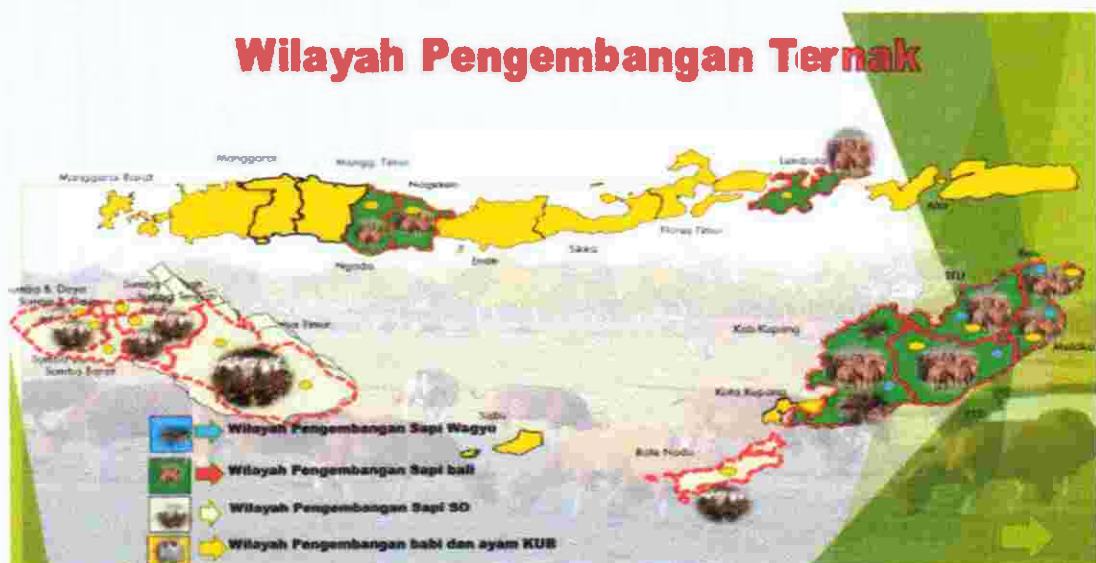 Wilayah Pengembangan Ternak
Manggarai
Mangg. Timur
Lembata
Manggarai Barat
Nagekeo
Alor
Flores Timur
Sikka
Ende
Ngada
Sumba B. Daya
Sumba
TTU
Kab Kupang
Malaka
Sumba Barat
Kota Kupang
Sabu
TTS
Rote Ndao
Wilayah Pengembangan Sapi Wagyu
Wilayah Pengembangan Sapi bali
Wilayah Pengembangan Sapi SO
Wilayah Pengembangan babi dan ayam KUB